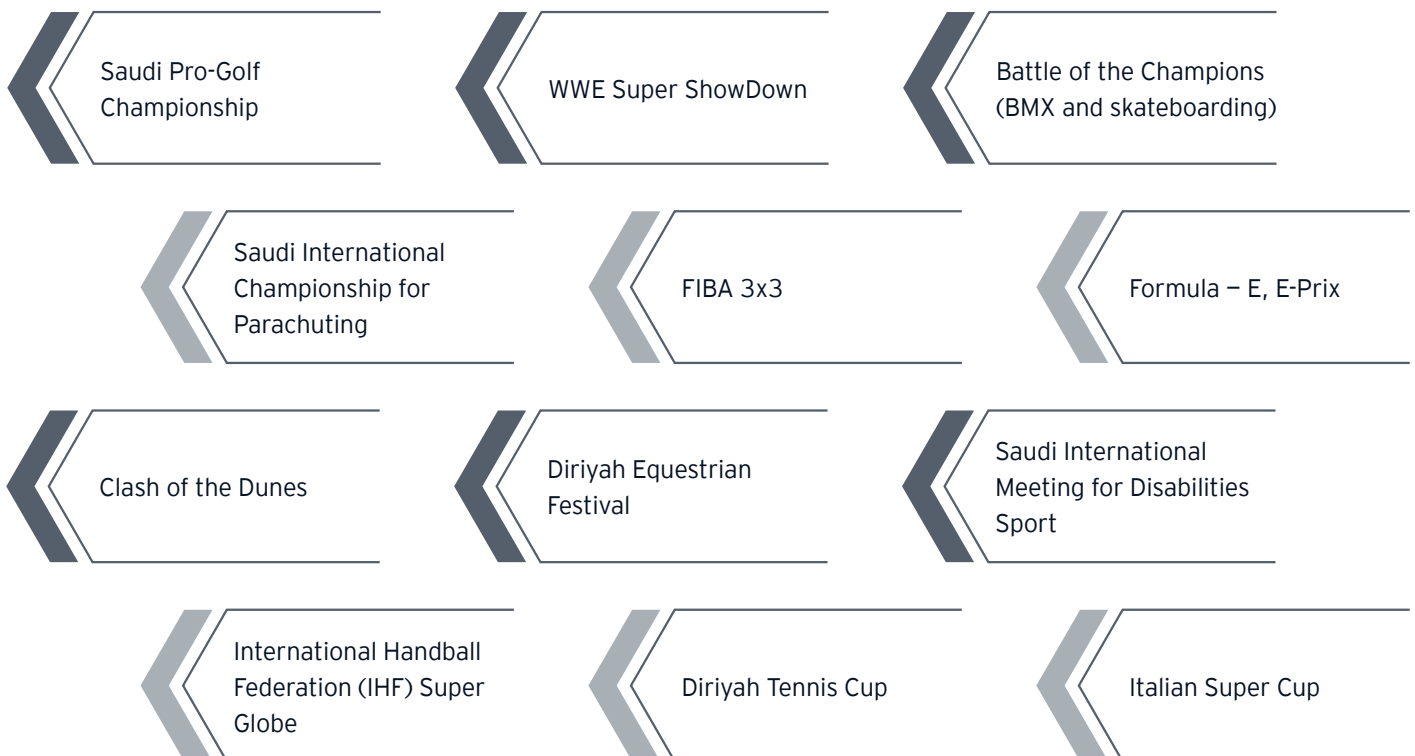 Saudi Pro-Golf
Championship
WWE Super ShowDown
Battle of the Champions
(BMX and skateboarding)
Saudi International
Championship for
Parachuting
FIBA 3x3
Formula – E, E-Prix
Clash of the Dunes
Diriyah Equestrian
Festival
Saudi International
Meeting for Disabilities
Sport
International Handball
Federation (IHF) Super
Globe
Diriyah Tennis Cup
Italian Super Cup